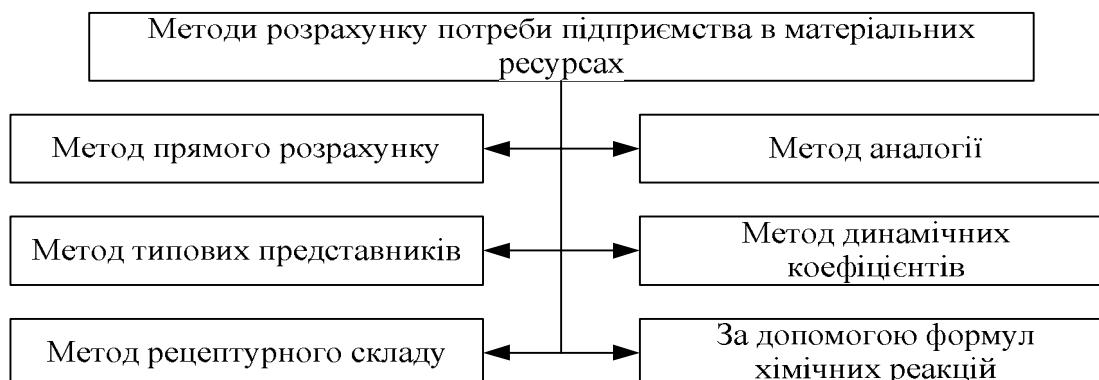 Методи розрахунку потреби підприємства в матеріальних
ресурсах
Метод прямого розрахунку
Метод аналогії
Метод типових представників
Метод динамічних
коефіцієнтів
Метод рецептурного складу
За допомогою формул
хімічних реакцій